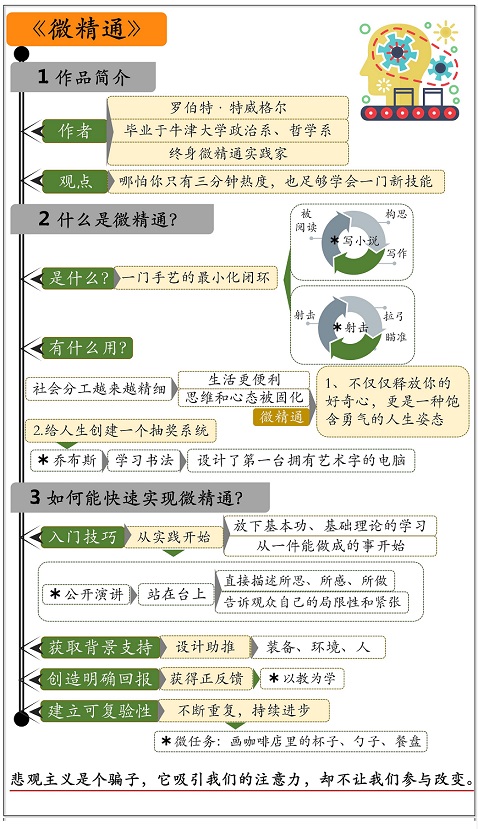 《微精通》
1 作品简介
作者
罗伯特·特威格尔
毕业于牛津大学政治系、哲学系
终身微精通实践家
观点
哪怕你只有三分钟热度，也足够学会一门新技能
2 什么是微精通？
是什么？
一门手艺的最小化闭环
被
阅读
构思
＊写小说
写作
射击
拉弓
＊射击
瞄准
有什么用？
社会分工越来越精细
生活更便利
思维和心态被固化
微精通
1、不仅仅释放你的
好奇心，更是一种饱
含勇气的人生姿态
2.给人生创建一个抽奖系统
＊乔布斯
学习书法
设计了第一台拥有艺术字的电脑
3 如何能快速实现微精通？
入门技巧
从实践开始
放下基本功、基础理论的学习
从一件能做成的事开始
＊公开演讲
站在台上
直接描述所思、所感、所做
告诉观众自己的局限性和紧张
获取背景支持
设计助推
装备、环境、人
创造明确回报
获得正反馈
＊以教为学
建立可复验性
不断重复，持续进步
＊微任务：画咖啡店里的杯子、勺子、餐盘
悲观主义是个骗子，它吸引我们的注意力，却不让我们参与改变。